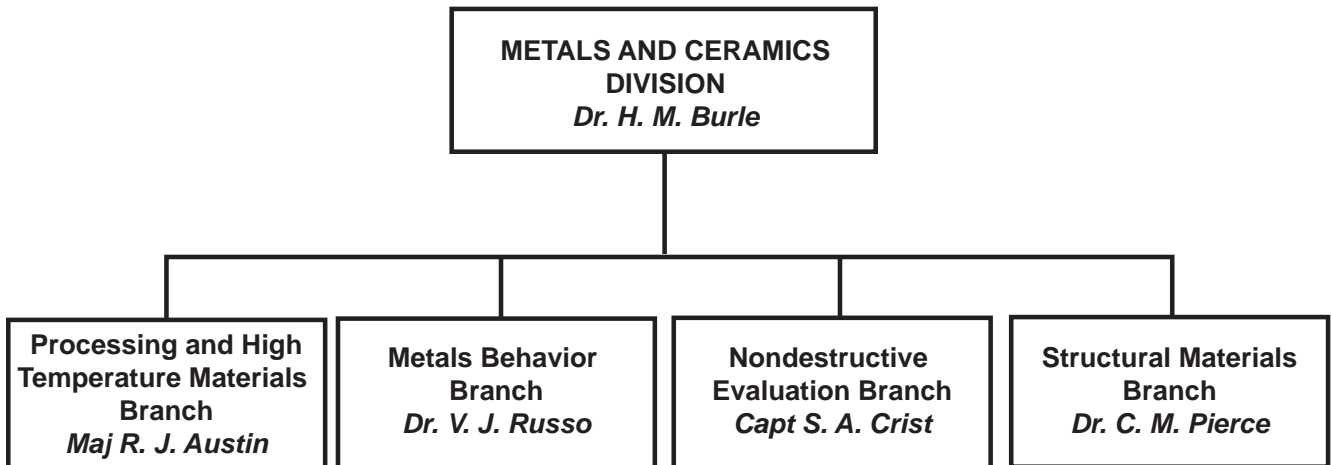 METALS AND CERAMICS
DIVISION
Dr. H. M. Burle
Processing and High
Temperature Materials
Branch
Maj R. J. Austin
Metals Behavior
Branch
Dr. V. J. Russo
Nondestructive
Evaluation Branch
Capt S. A. Crist
Structural Materials
Branch
Dr. C. M. Pierce